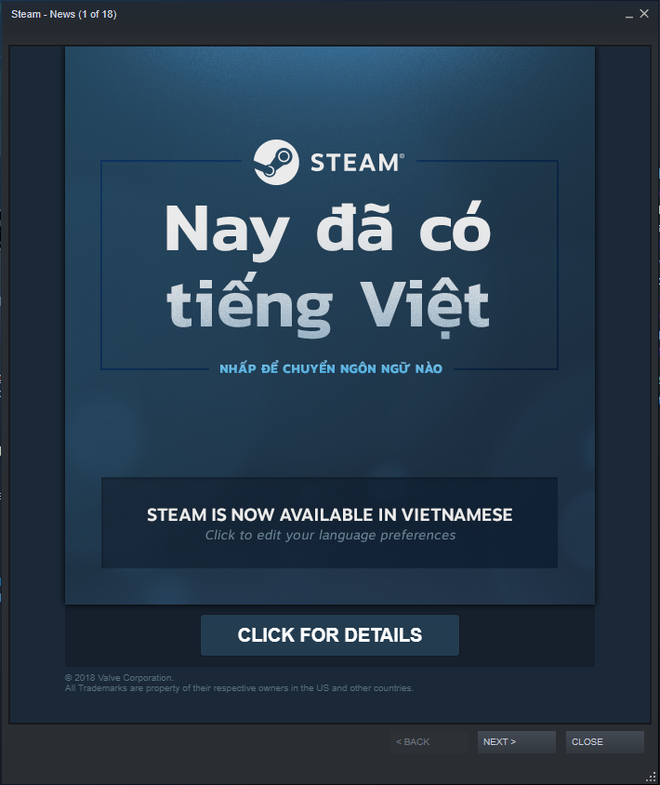 Steam - News (1 of 18)
STEAM®
Nay đã có
tiếng Việt
NHẤP ĐỂ CHUYỂN NGÔN NGỮ NÀO
STEAM IS NOW AVAILABLE IN VIETNAMESE
Click to edit your language preferences
CLICK FOR DETAILS
© 2018 Valve Corporation.
All Trademarks are property of their respective owners in the US and other countries.
< BACK NEXT > CLOSE